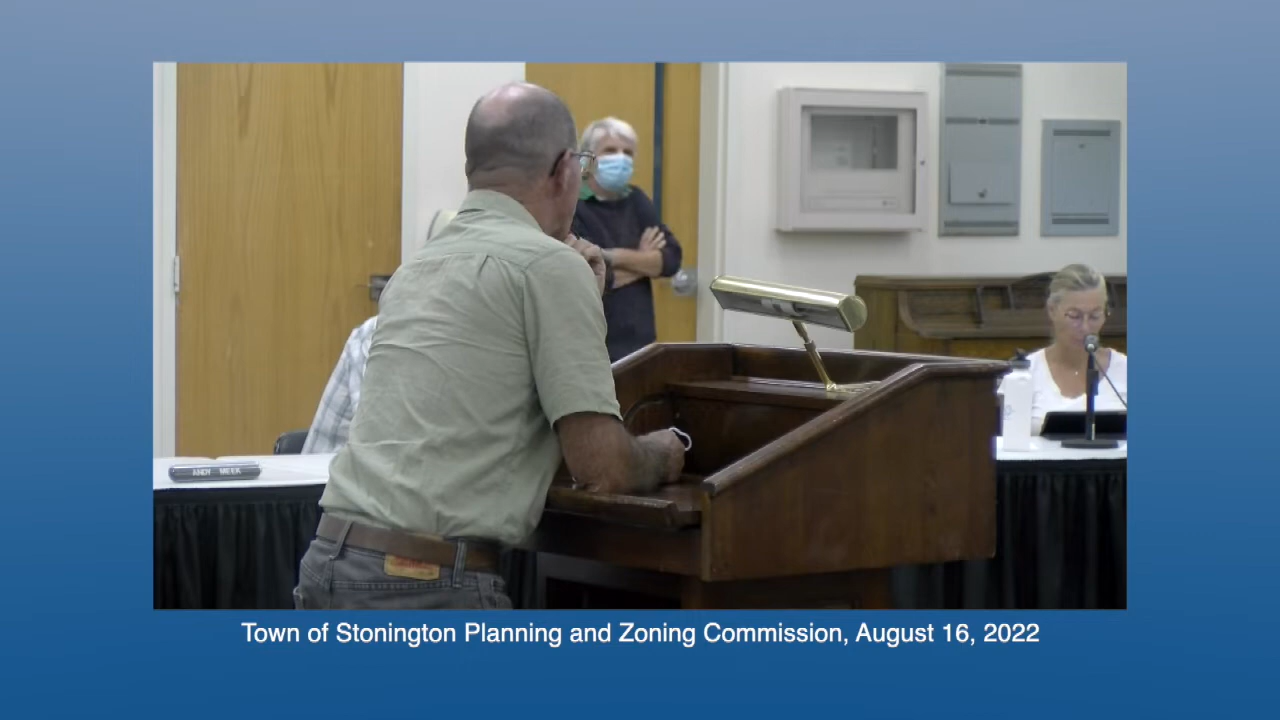 ANDY MEEK
Town of Stonington Planning and Zoning Commission, August 16, 2022